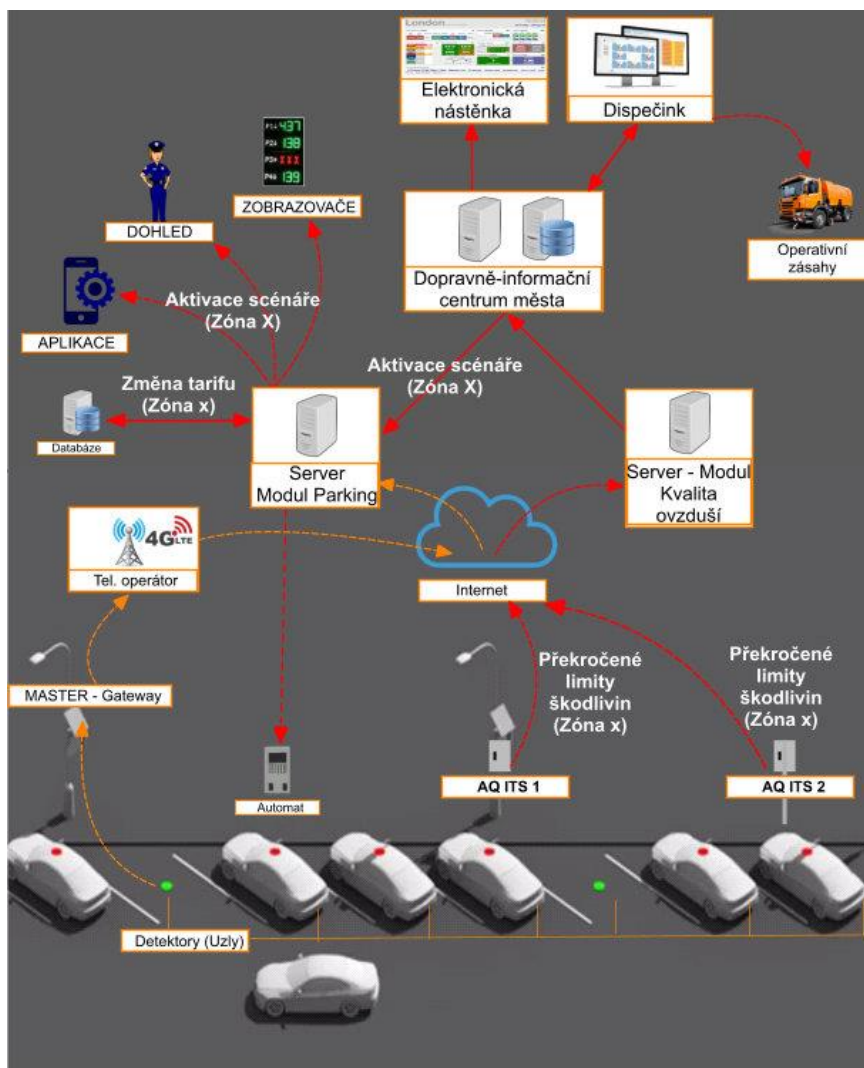 London
Elektronická
nástěnka
Dispečink
P1 437
P2 138
P3 XXX
P4 139
DOHLED
ZOBRAZOVAČE
Operativní
zásahy
Dopravně-informační
centrum města
Aktivace scénáře
(Zóna X)
APLIKACE
Aktivace scénáře
(Zóna X)
Změna tarifu
(Zóna x)
Databáze
Server
Modul Parking
Server - Modul
Kvalita
ovzduší
4G LTE
Tel. operátor
Internet
Překročené
limity
škodlivin
(Zóna x)
Překročené
limity
škodlivin
(Zóna x)
MASTER - Gateway
Automat
AQ ITS 1
AQ ITS 2
Detektory (Uzly)